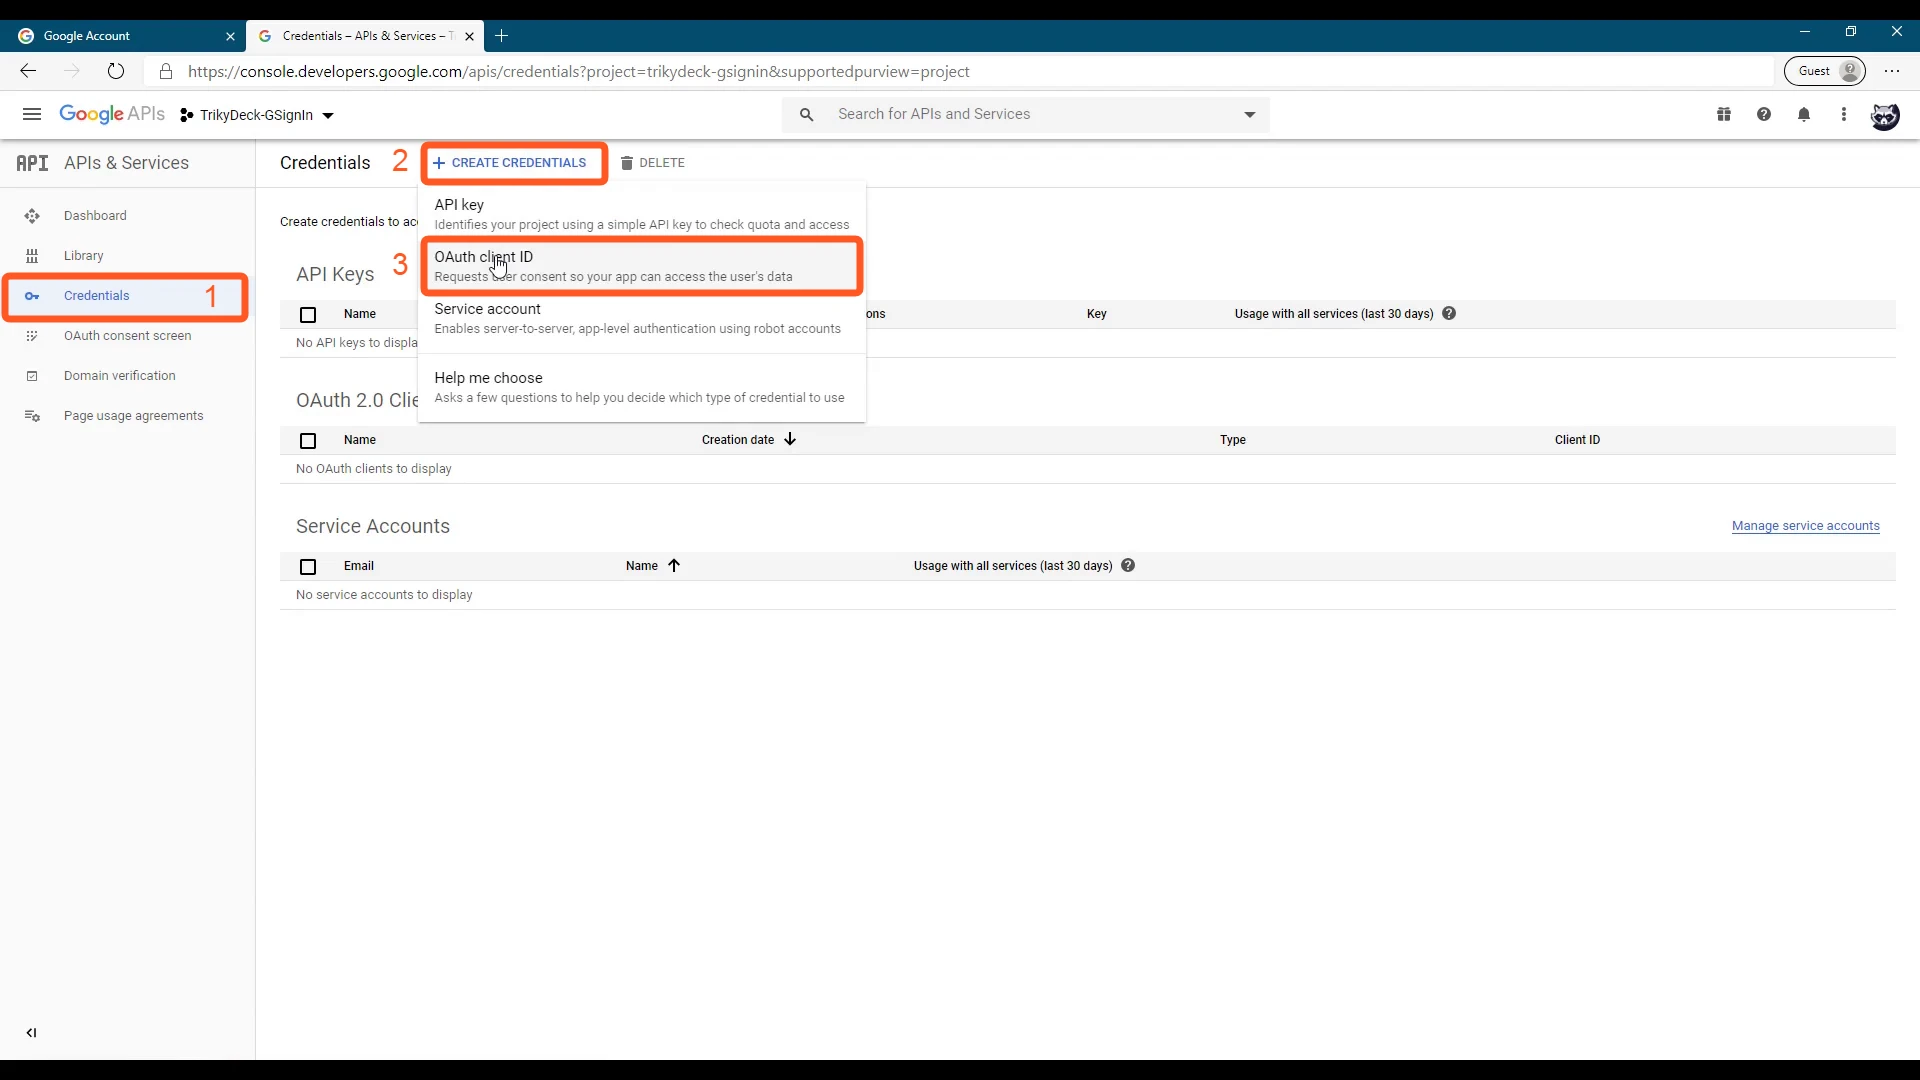 Google Account
Credentials – APIs & Services – T
https://console.developers.google.com/apis/credentials?project=trikydeck-gsignin&supportedpurview=project
Guest
Google APIs
TrikyDeck-GSignIn
Search for APIs and Services
API APIs & Services
Credentials
2
+ CREATE CREDENTIALS
DELETE
Dashboard
Library
Credentials 1
OAuth consent screen
Domain verification
Page usage agreements
Create credentials to acc
API key
Identifies your project using a simple API key to check quota and access
API Keys
3
OAuth client ID
Requests user consent so your app can access the user's data
Service account
Enables server-to-server, app-level authentication using robot accounts
Help me choose
Asks a few questions to help you decide which type of credential to use
Name
ons
Key
Usage with all services (last 30 days)
No API keys to displa
OAuth 2.0 Clie
Name
Creation date
Type
Client ID
No OAuth clients to display
Service Accounts
Manage service accounts
Email
Name
Usage with all services (last 30 days)
No service accounts to display